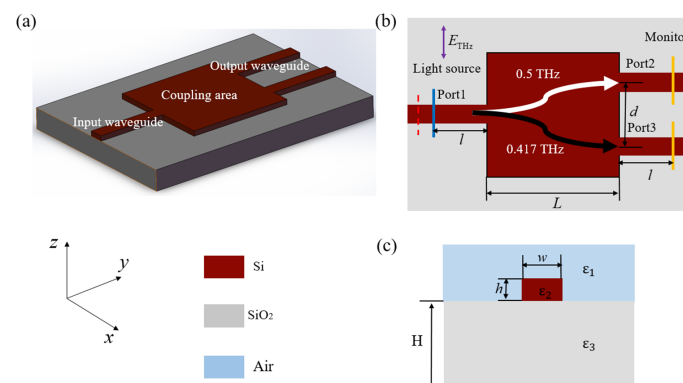 (a)
Output waveguide
Coupling area
Input waveguide
z
y
x
Si
SiO₂
Air
(b)
E_THz
Monito
Light source
0.5 THz
Port2
Port1
d
Port3
l
0.417 THz
l
L
(c)
w
ε₁
h
ε₂
H
ε₃